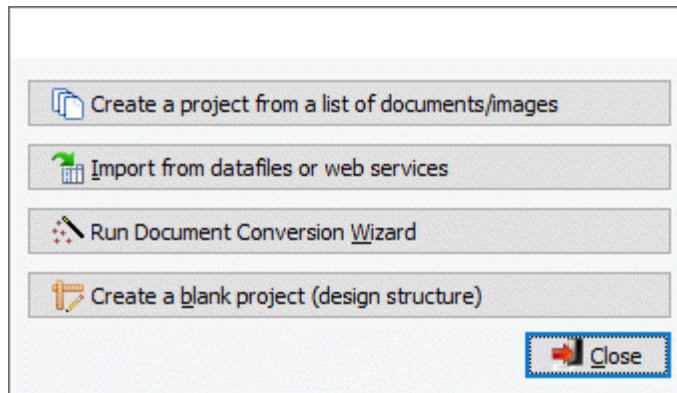 Create a project from a list of documents/images
Import from datafiles or web services
Run Document Conversion Wizard
Create a blank project (design structure)
Close